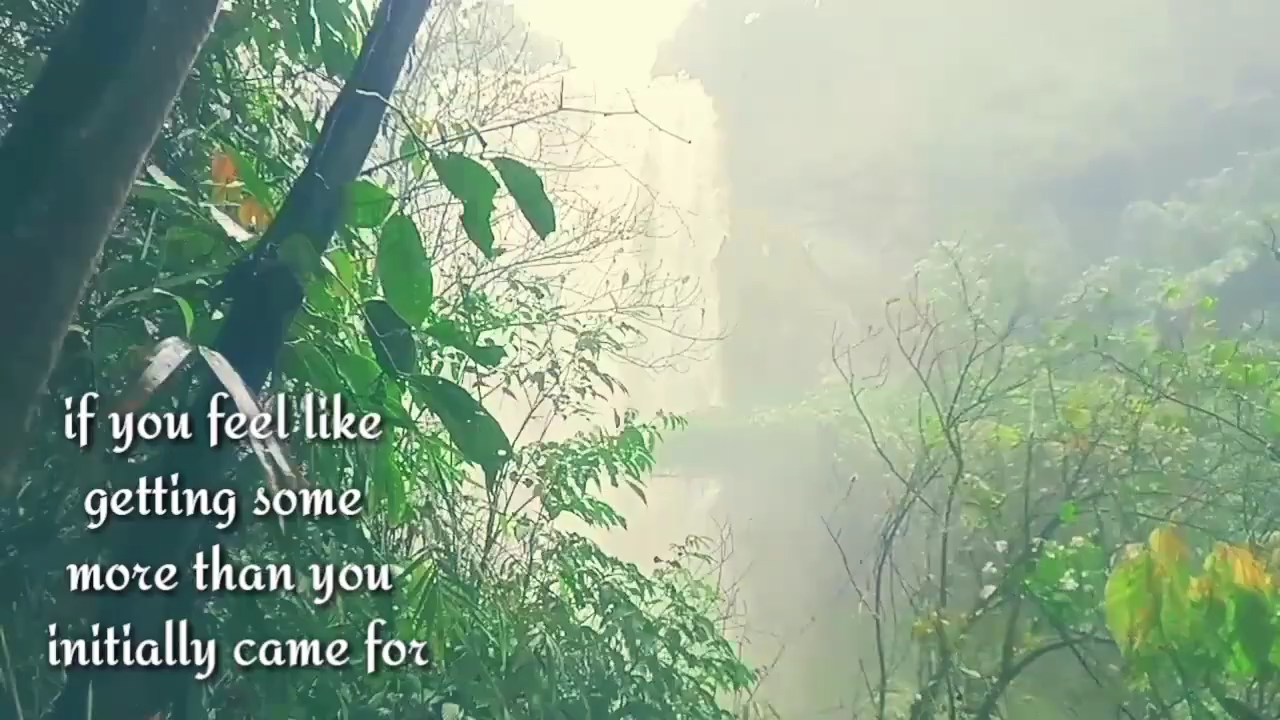 if you feel like
getting some
more than you
initially came for